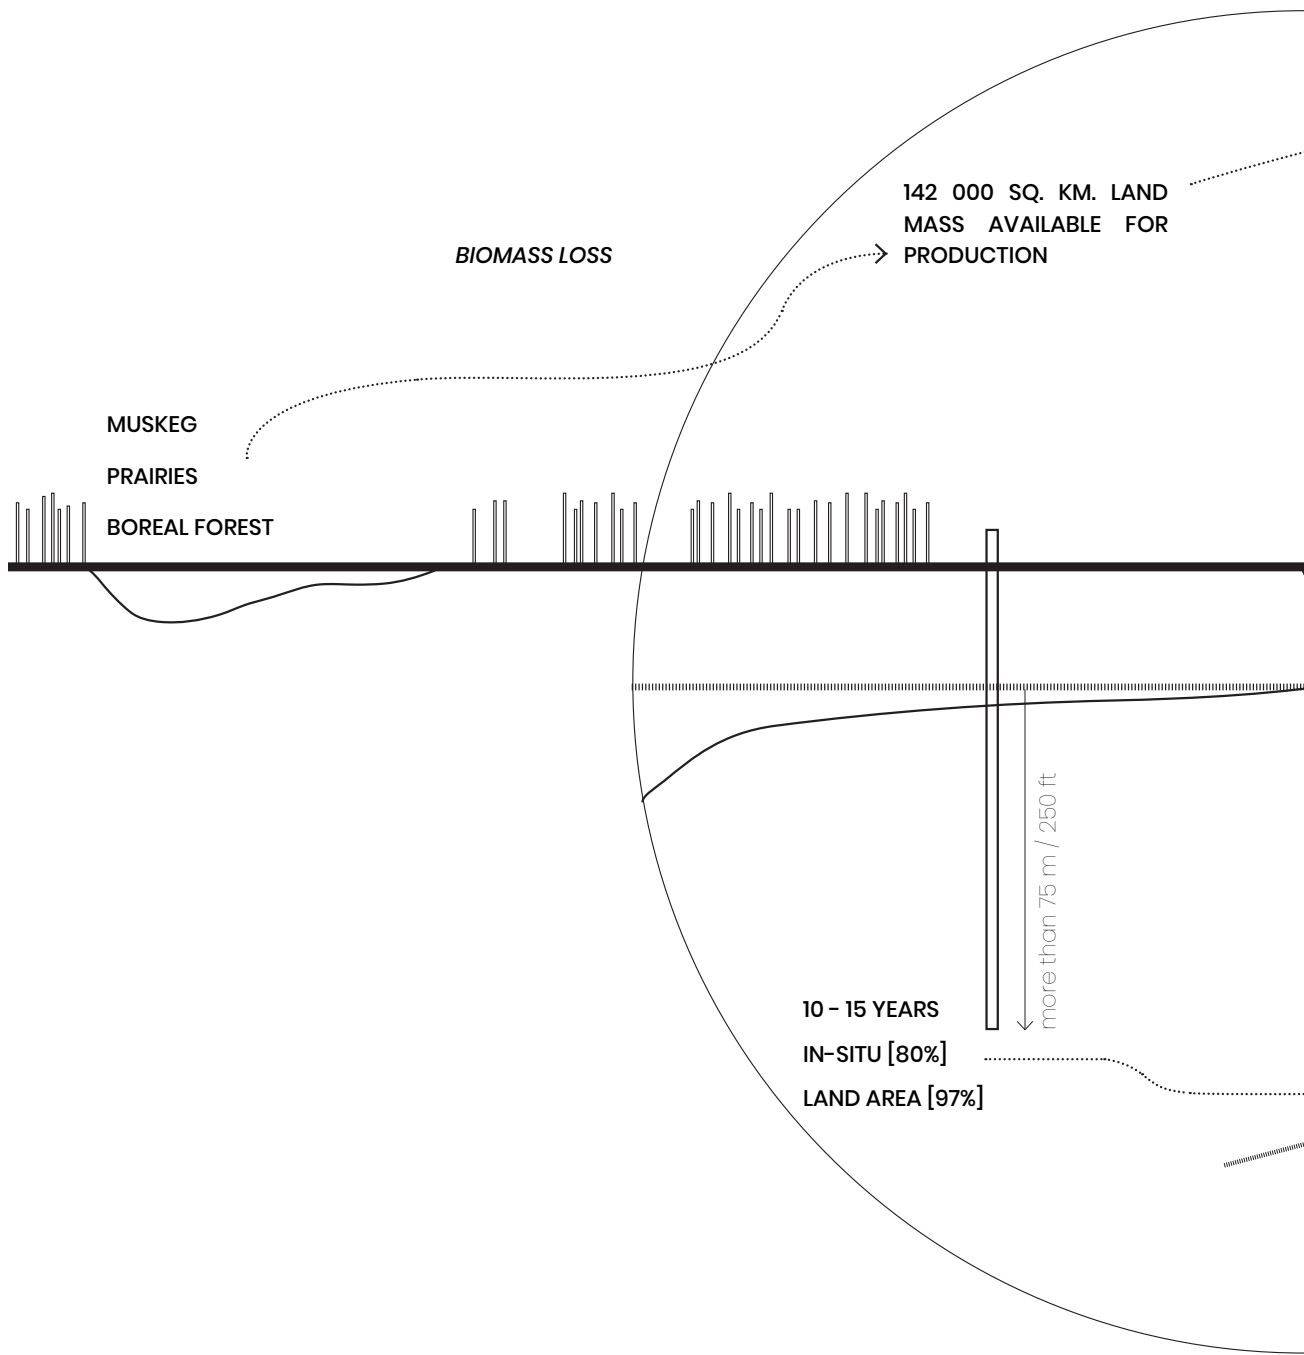 142 000 SQ. KM. LAND
MASS AVAILABLE FOR
PRODUCTION
BIOMASS LOSS
MUSKEG
PRAIRIES
BOREAL FOREST
more than 75 m / 250 ft
10 - 15 YEARS
IN-SITU [80%]
LAND AREA [97%]